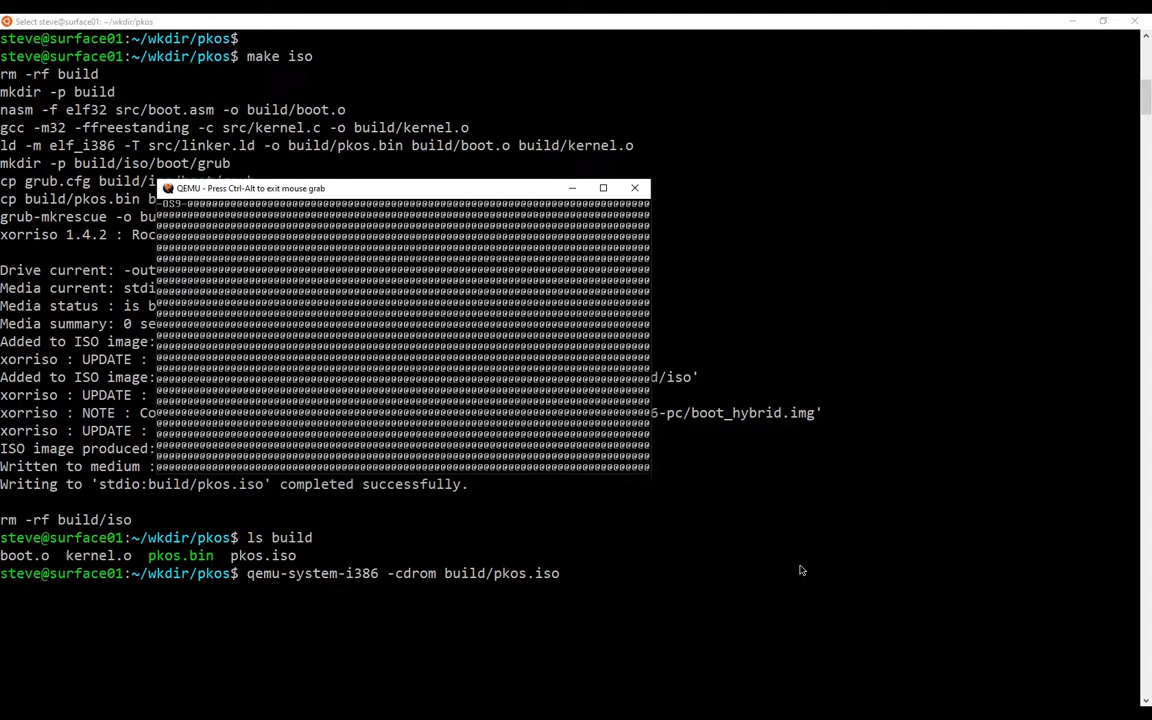 Select steve@surface01: ~/wkdir/pkos
steve@surface01:~/wkdir/pkos$
steve@surface01:~/wkdir/pkos$ make iso
rm -rf build
mkdir -p build
nasm -f elf32 src/boot.asm -o build/boot.o
gcc -m32 -ffreestanding -c src/kernel.c -o build/kernel.o
ld -m elf_i386 -T src/linker.ld -o build/pkos.bin build/boot.o build/kernel.o
mkdir -p build/iso/boot/grub
cp grub.cfg build/i
QEMU - Press Ctrl-Alt to exit mouse grab
cp build/pkos.bin b
grub-mkrescue -o bu
xorriso 1.4.2 : Roc
Drive current: -out
Media current: stdi
Media status : is b
Media summary: 0 se
Added to ISO image:
xorriso : UPDATE :
Added to ISO image: d/iso'
xorriso : UPDATE :
xorriso : NOTE : Co 6-pc/boot_hybrid.img'
xorriso : UPDATE :
ISO image produced:
Written to medium :
Writing to 'stdio:build/pkos.iso' completed successfully.
rm -rf build/iso
steve@surface01:~/wkdir/pkos$ ls build
boot.o kernel.o pkos.bin pkos.iso
steve@surface01:~/wkdir/pkos$ qemu-system-i386 -cdrom build/pkos.iso